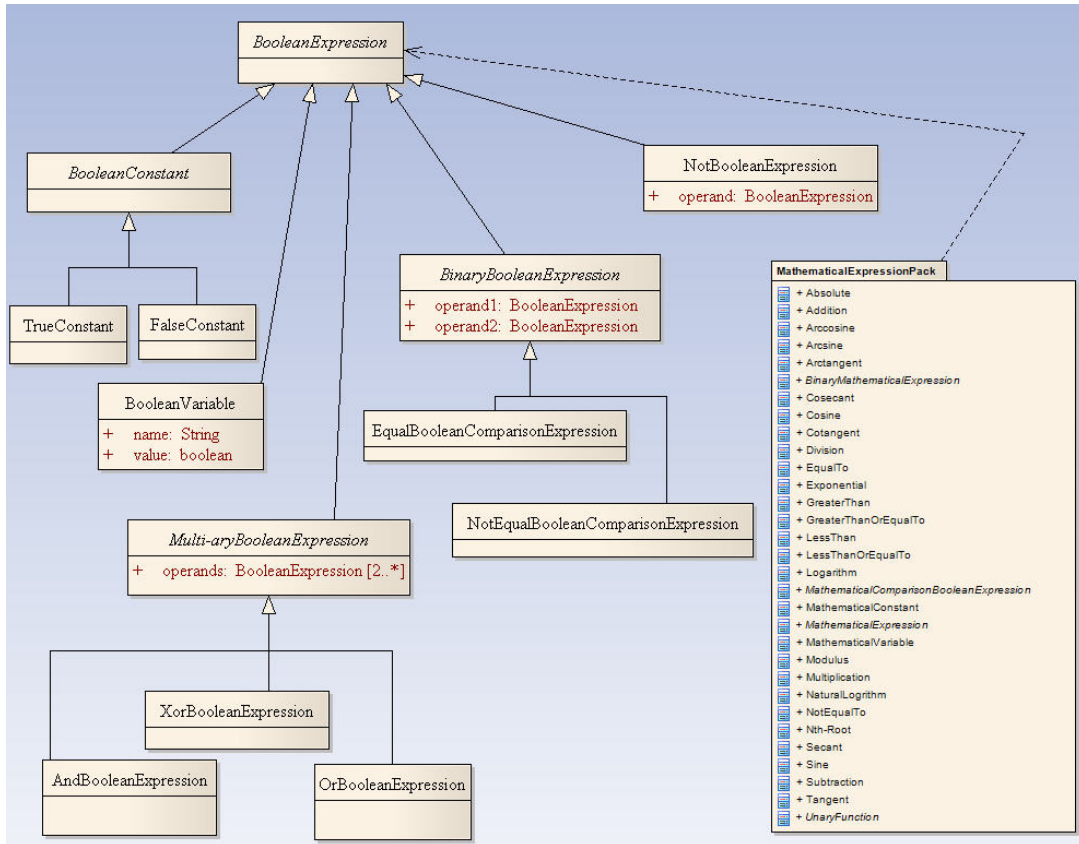 BooleanExpression
BooleanConstant
NotBooleanExpression
+ operand: BooleanExpression
BinaryBooleanExpression
+ operand1: BooleanExpression
+ operand2: BooleanExpression
TrueConstant
FalseConstant
BooleanVariable
+ name: String
+ value: boolean
EqualBooleanComparisonExpression
NotEqualBooleanComparisonExpression
Multi-aryBooleanExpression
+ operands: BooleanExpression [2..*]
XorBooleanExpression
AndBooleanExpression
OrBooleanExpression
MathematicalExpressionPack
+ Absolute
+ Addition
+ Arccosine
+ Arcsine
+ Arctangent
+ BinaryMathematicalExpression
+ Cosecant
+ Cosine
+ Cotangent
+ Division
+ EqualTo
+ Exponential
+ GreaterThan
+ GreaterThanOrEqualTo
+ LessThan
+ LessThanOrEqualTo
+ Logarithm
+ MathematicalComparisonBooleanExpression
+ MathematicalConstant
+ MathematicalExpression
+ MathematicalVariable
+ Modulus
+ Multiplication
+ NaturalLogrithm
+ NotEqualTo
+ Nth-Root
+ Secant
+ Sine
+ Subtraction
+ Tangent
+ UnaryFunction